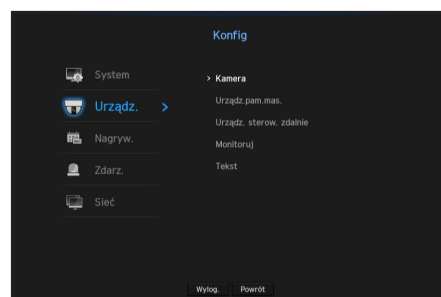 Konfig
System
Urządz. >
Nagryw.
Zdarz.
Sieć
> Kamera
Urządz.pam.mas.
Urządz. sterow. zdalnie
Monitoruj
Tekst
Wylog. Powrót